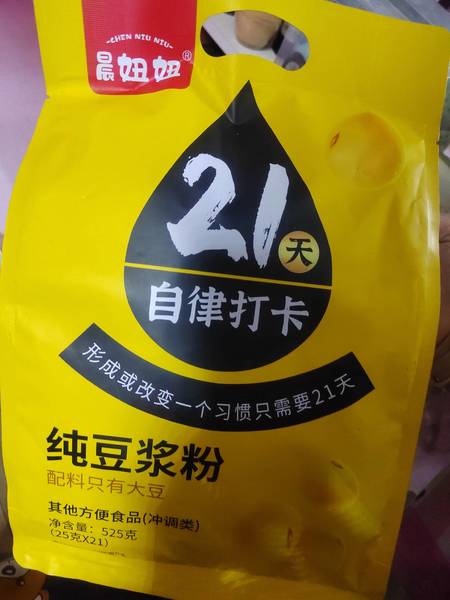 -CHEN NIU NIU-
晨妞妞®
21天
自律打卡
形成或改变一个习惯只需要21天
纯豆浆粉
配料只有大豆
其他方便食品(冲调类)
净含量：525克
(25克X21)